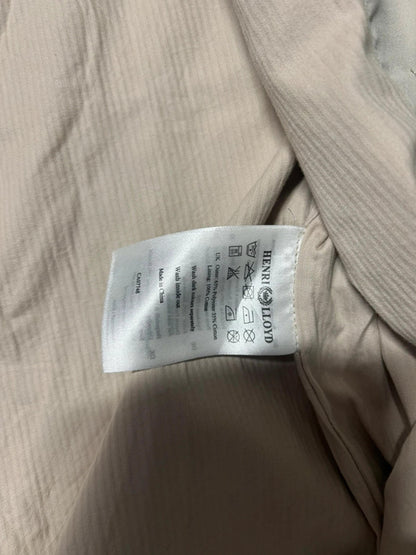 HENRI LLOYD
UK Outer: 65% Polyester 35% Cotton
Lining: 100% Cotton
Wash dark colours separately
Wash inside out
Made in China